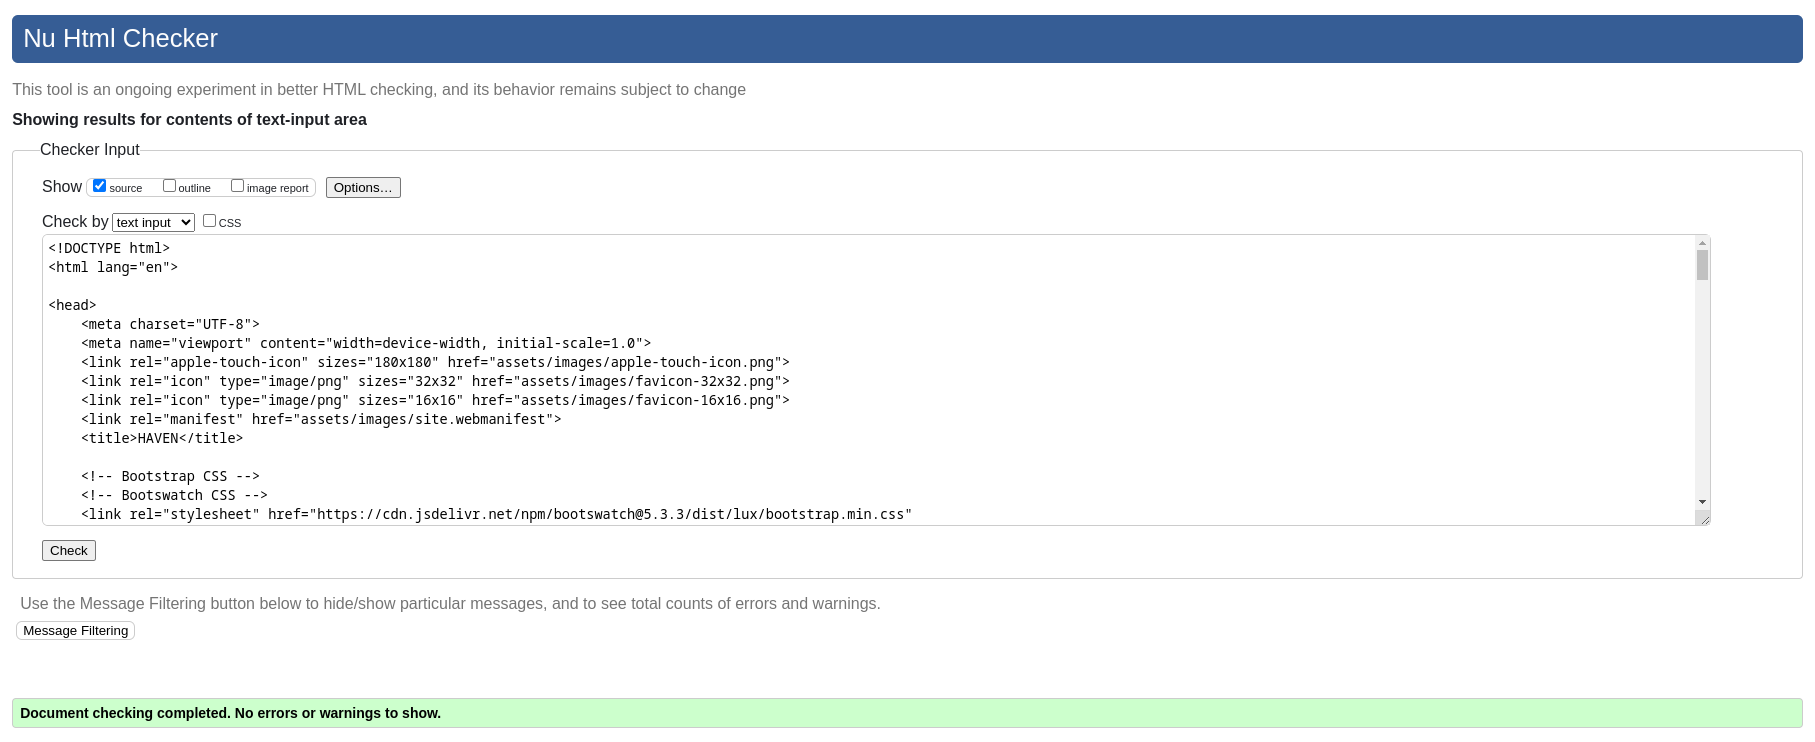 Nu Html Checker
This tool is an ongoing experiment in better HTML checking, and its behavior remains subject to change
Showing results for contents of text-input area
Checker Input
Show source outline image report Options…
Check by text input CSS
<!DOCTYPE html>
<html lang="en">
<head>
    <meta charset="UTF-8">
    <meta name="viewport" content="width=device-width, initial-scale=1.0">
    <link rel="apple-touch-icon" sizes="180x180" href="assets/images/apple-touch-icon.png">
    <link rel="icon" type="image/png" sizes="32x32" href="assets/images/favicon-32x32.png">
    <link rel="icon" type="image/png" sizes="16x16" href="assets/images/favicon-16x16.png">
    <link rel="manifest" href="assets/images/site.webmanifest">
    <title>HAVEN</title>
    <!-- Bootstrap CSS -->
    <!-- Bootswatch CSS -->
    <link rel="stylesheet" href="https://cdn.jsdelivr.net/npm/bootswatch@5.3.3/dist/lux/bootstrap.min.css"
Check
Use the Message Filtering button below to hide/show particular messages, and to see total counts of errors and warnings.
Message Filtering
Document checking completed. No errors or warnings to show.